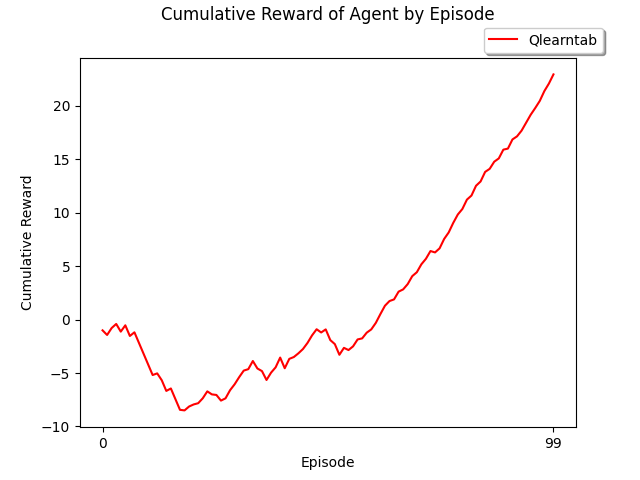 Cumulative Reward of Agent by Episode
Qlearntab
20
15
10
5
0
−5
−10
Cumulative Reward
0
99
Episode